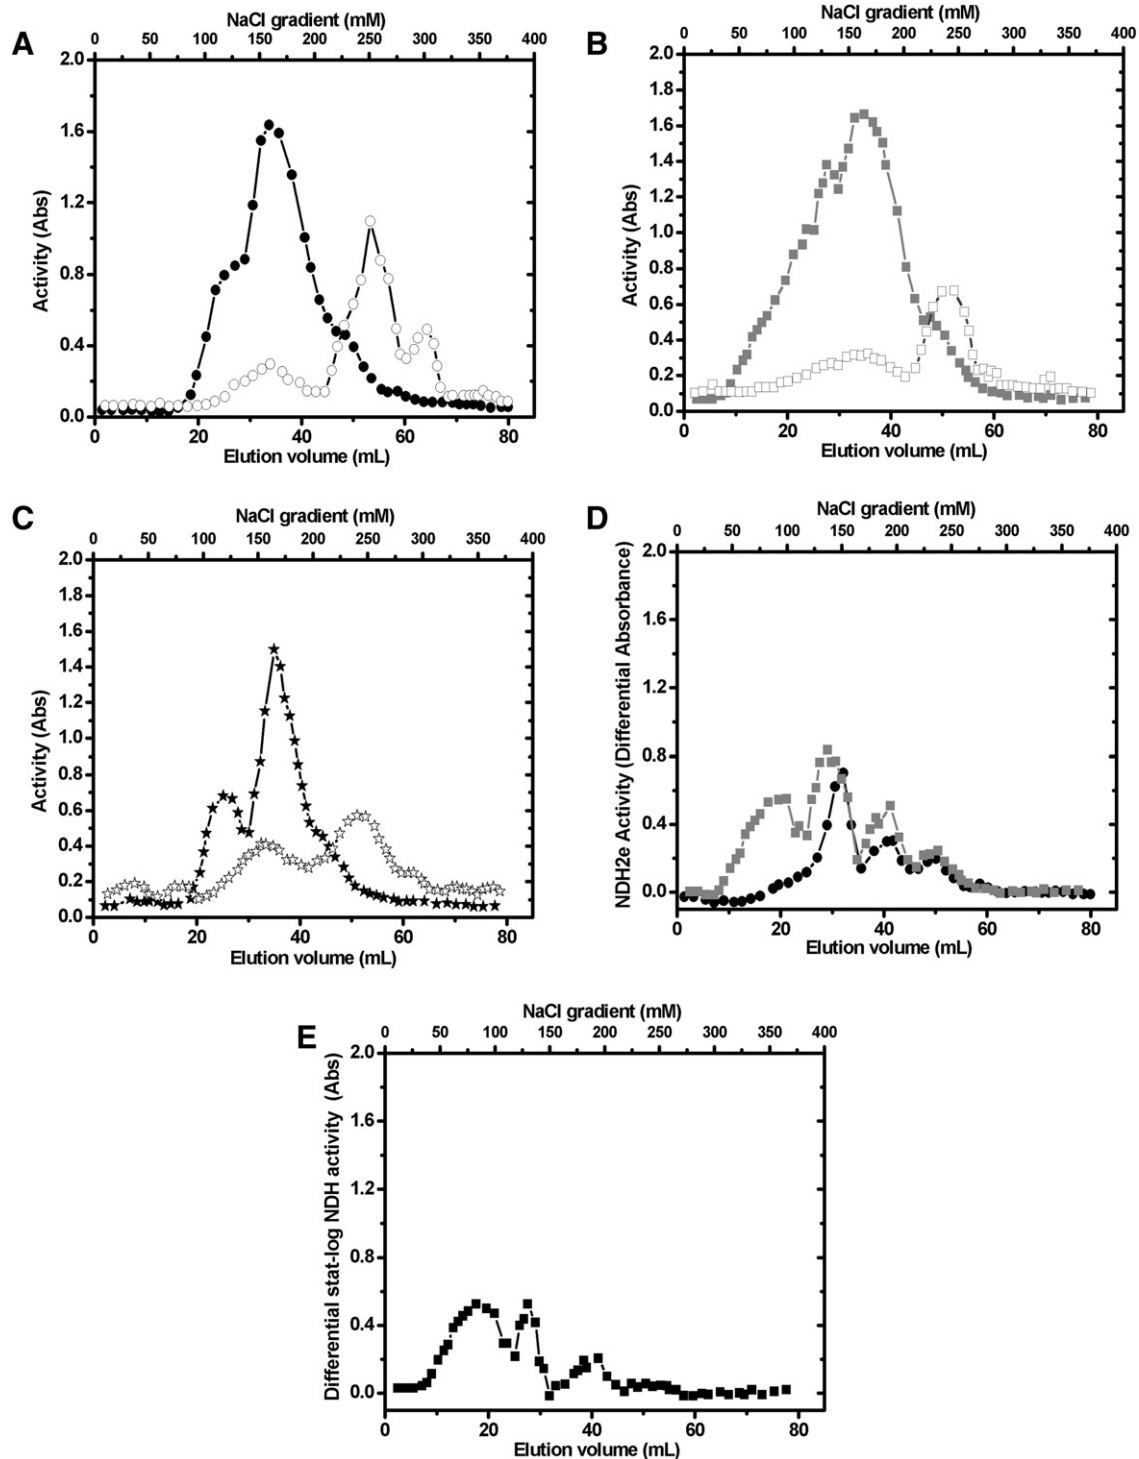 A
NaCl gradient (mM)
0 50 100 150 200 250 300 350 400
2.0
1.6
1.2
0.8
0.4
0.0
Activity (Abs)
0 20 40 60 80
Elution volume (mL)
B
NaCl gradient (mM)
0 50 100 150 200 250 300 350 400
2.0
1.8
1.6
1.4
1.2
1.0
0.8
0.6
0.4
0.2
0.0
Activity (Abs)
0 20 40 60 80
Elution volume (mL)
C
NaCl gradient (mM)
0 50 100 150 200 250 300 350 400
2.0
1.8
1.6
1.4
1.2
1.0
0.8
0.6
0.4
0.2
0.0
Activity (Abs)
0 20 40 60 80
Elution volume (mL)
D
NaCl gradient (mM)
0 50 100 150 200 250 300 350 400
2.0
1.6
1.2
0.8
0.4
0.0
NDH2e Activity (Differential Absorbance)
0 20 40 60 80
Elution volume (mL)
E
NaCl gradient (mM)
0 50 100 150 200 250 300 350 400
2.0
1.6
1.2
0.8
0.4
0.0
Differential stat-log NDH activity (Abs)
0 20 40 60 80
Elution volume (mL)